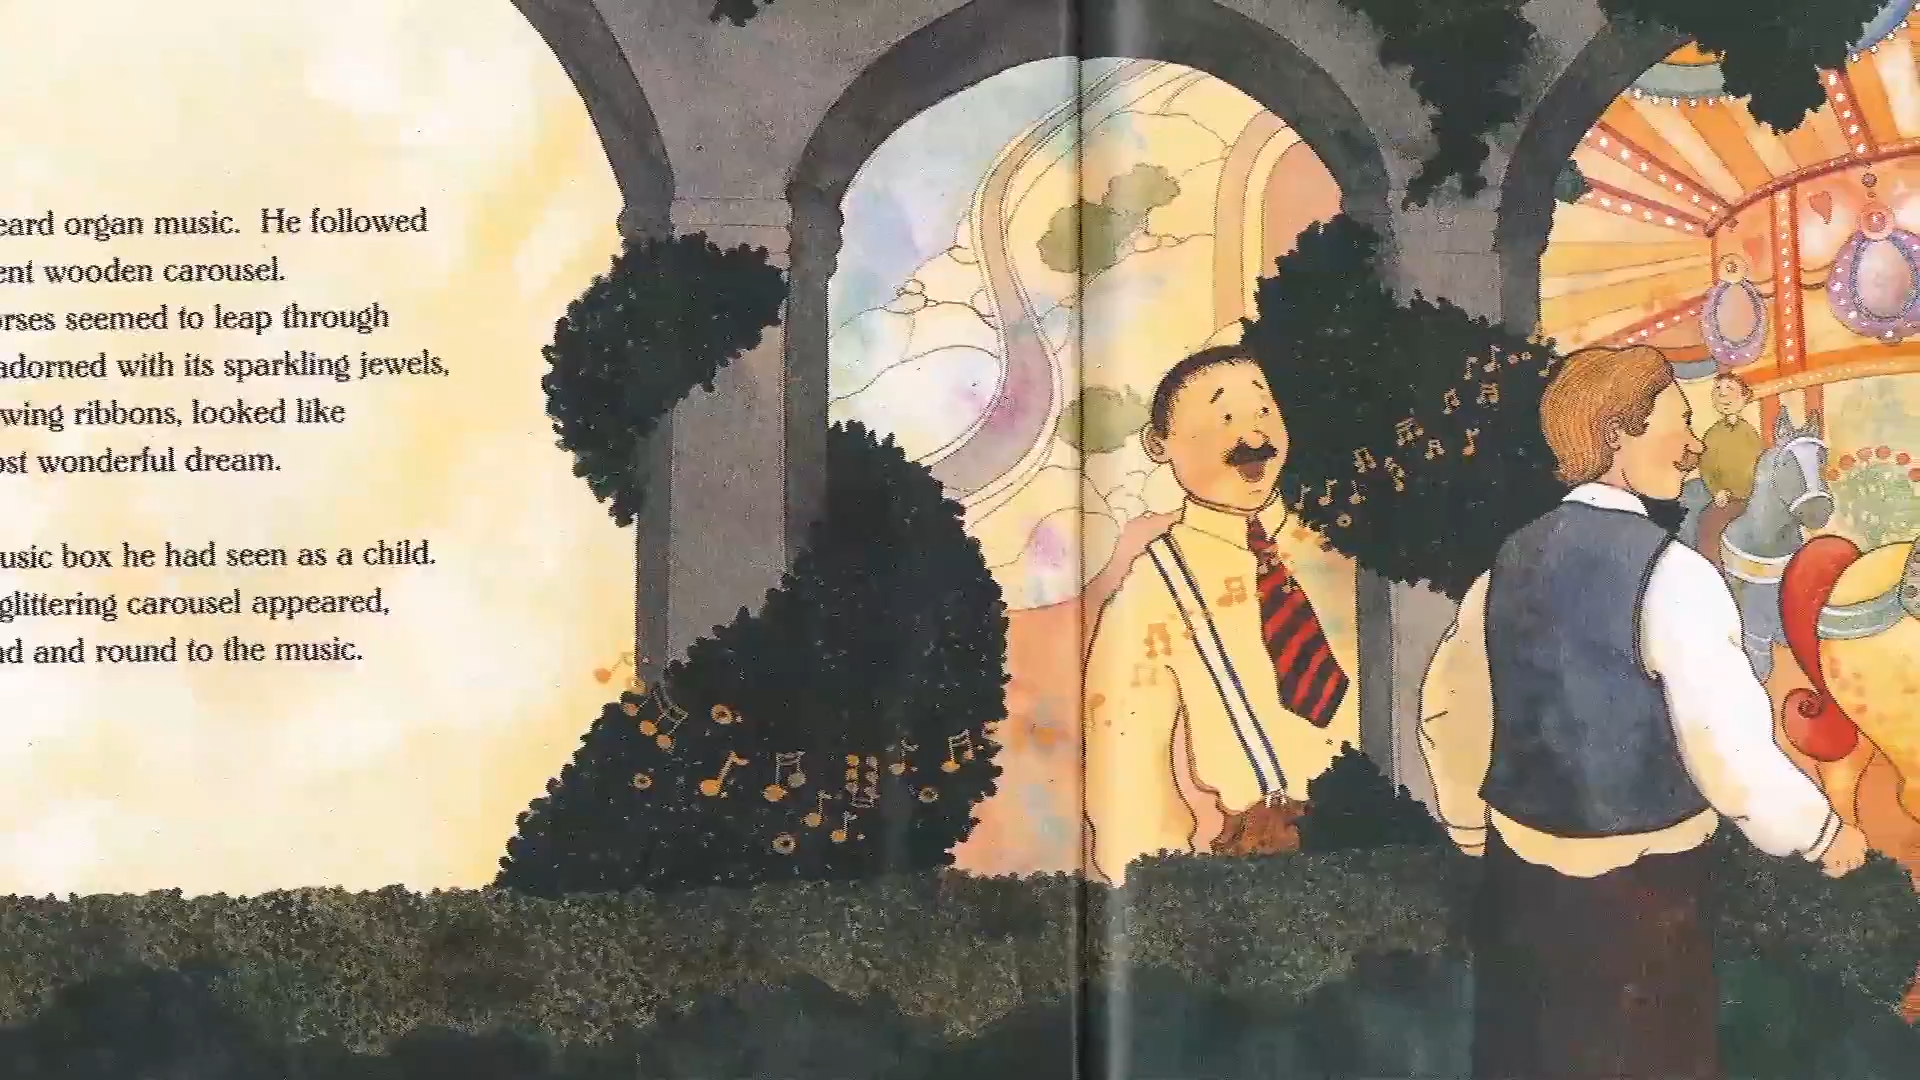 eard organ music. He followed
ent wooden carousel.
orses seemed to leap through
adorned with its sparkling jewels,
wing ribbons, looked like
ost wonderful dream.
usic box he had seen as a child.
glittering carousel appeared,
nd and round to the music.